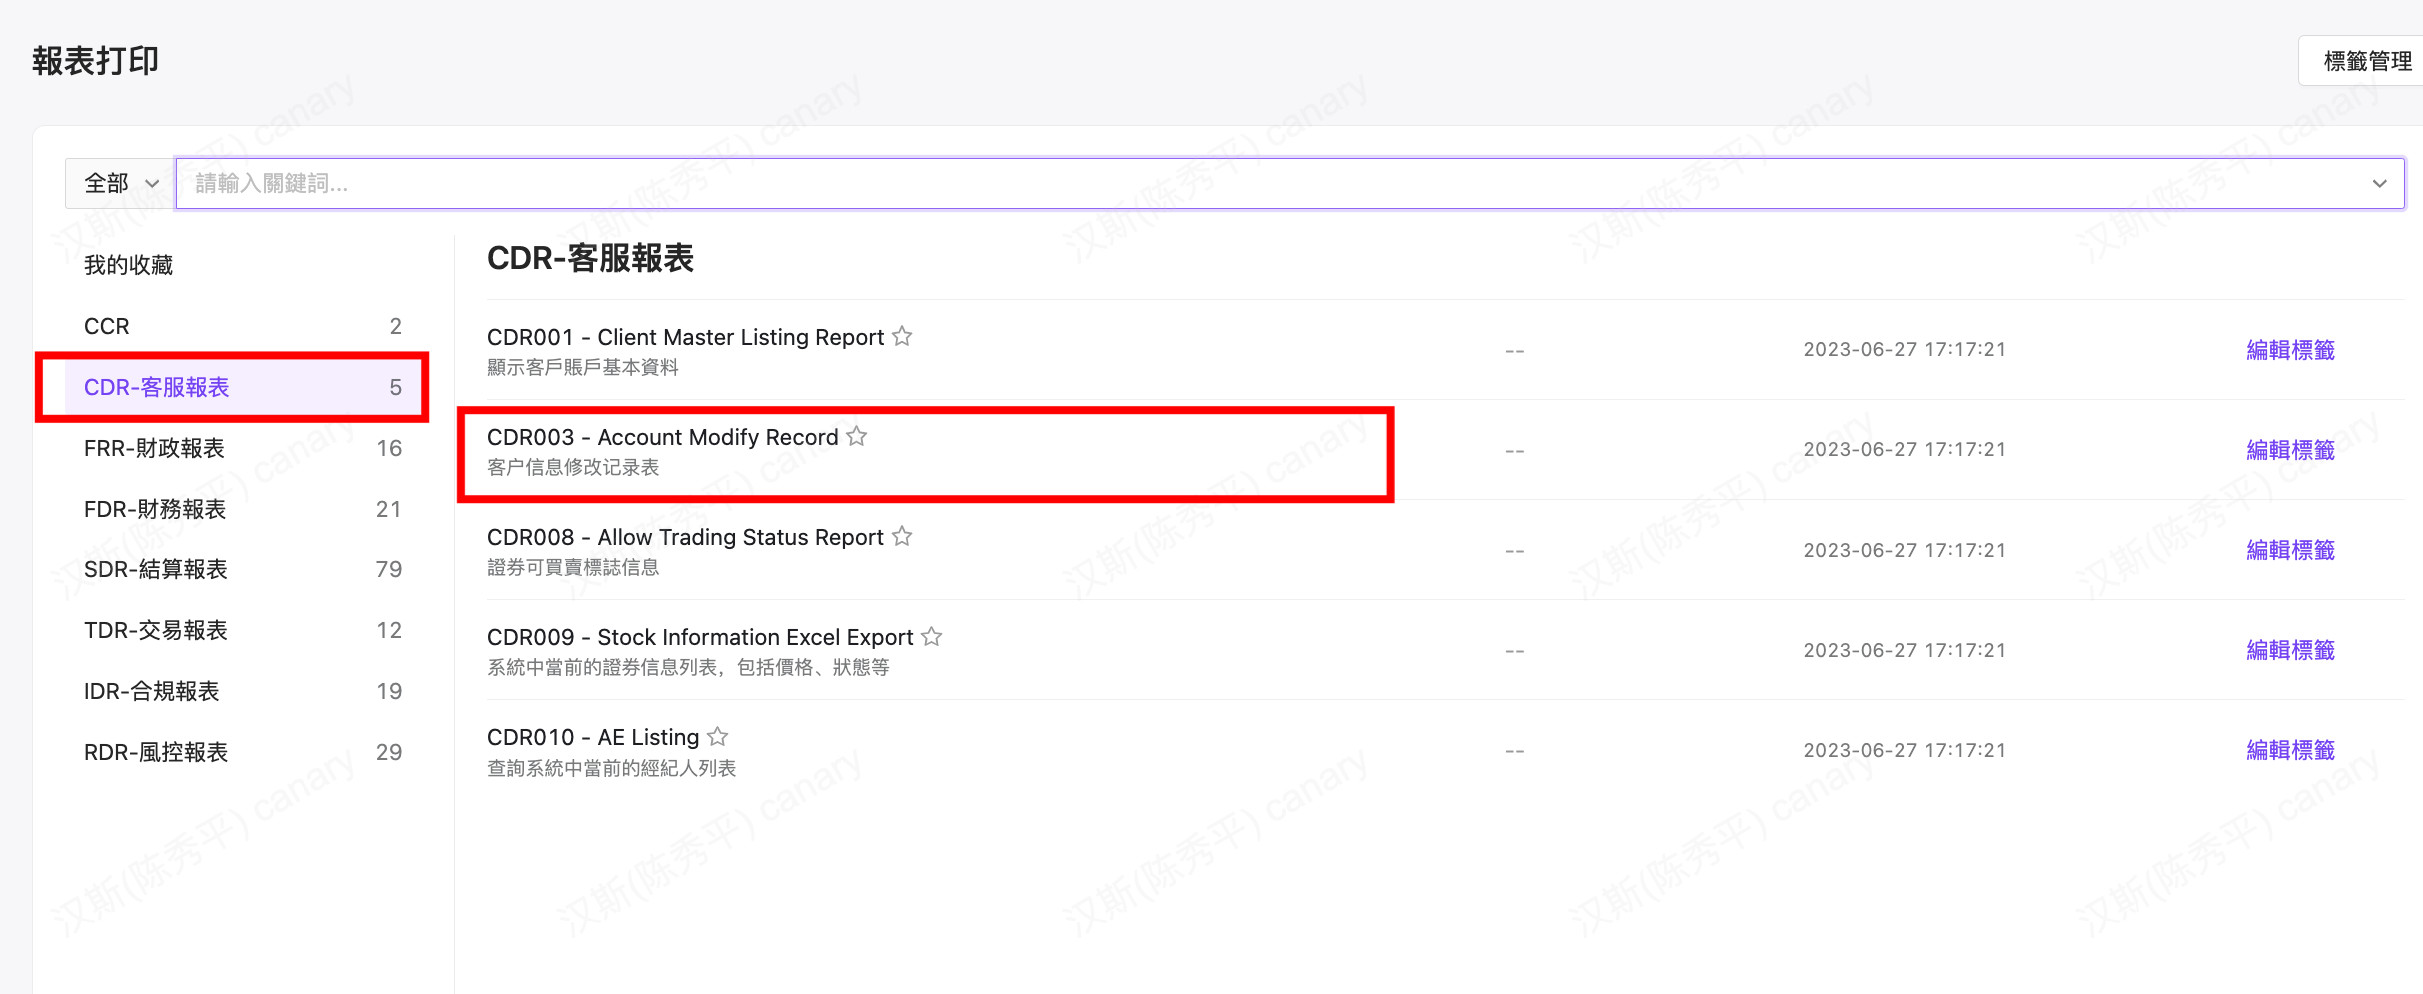 報表打印
標籤管理
全部
請輸入關鍵詞...
我的收藏
CCR 2
CDR-客服報表 5
FRR-財政報表 16
FDR-財務報表 21
SDR-結算報表 79
TDR-交易報表 12
IDR-合規報表 19
RDR-風控報表 29
CDR-客服報表
CDR001 - Client Master Listing Report
顯示客戶賬戶基本資料
-- 2023-06-27 17:17:21 編輯標籤
CDR003 - Account Modify Record
客户信息修改记录表
-- 2023-06-27 17:17:21 編輯標籤
CDR008 - Allow Trading Status Report
證券可買賣標誌信息
-- 2023-06-27 17:17:21 編輯標籤
CDR009 - Stock Information Excel Export
系統中當前的證券信息列表，包括價格、狀態等
-- 2023-06-27 17:17:21 編輯標籤
CDR010 - AE Listing
查詢系統中當前的經紀人列表
-- 2023-06-27 17:17:21 編輯標籤
汉斯(陈秀平) canary